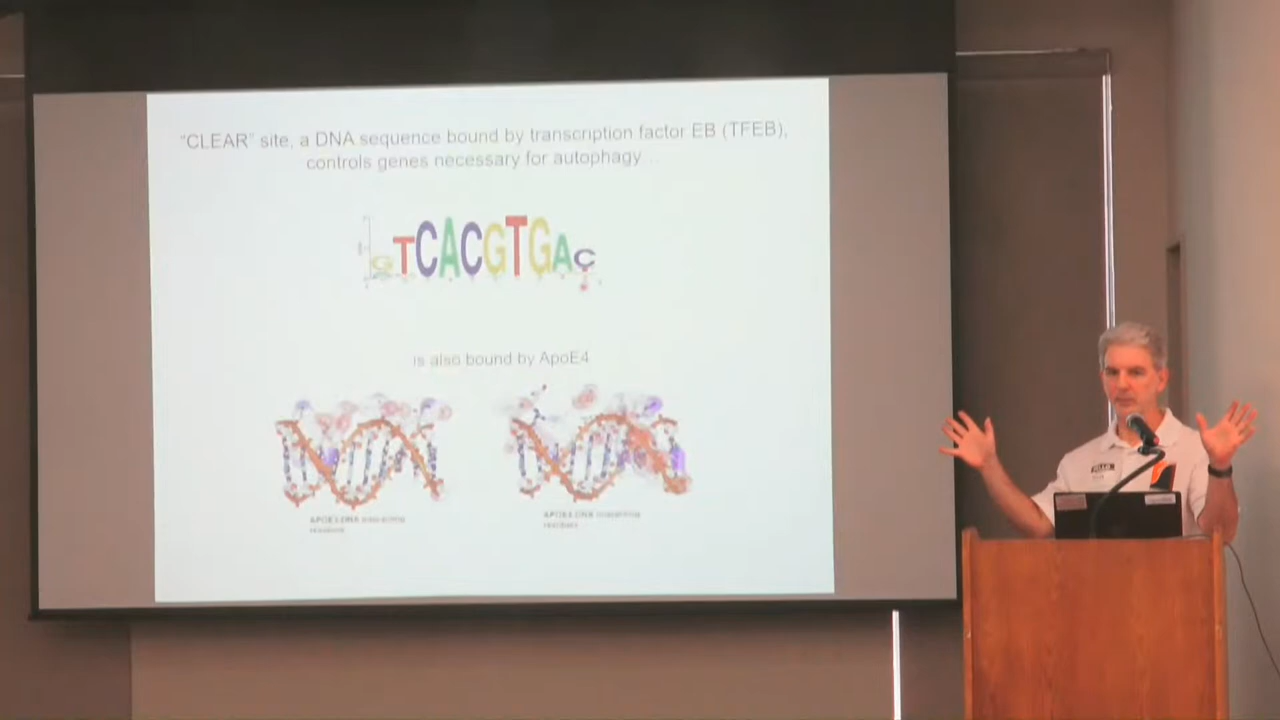 "CLEAR" site, a DNA sequence bound by transcription factor EB (TFEB),
controls genes necessary for autophagy...
GTCACGTGAC
is also bound by ApoE4